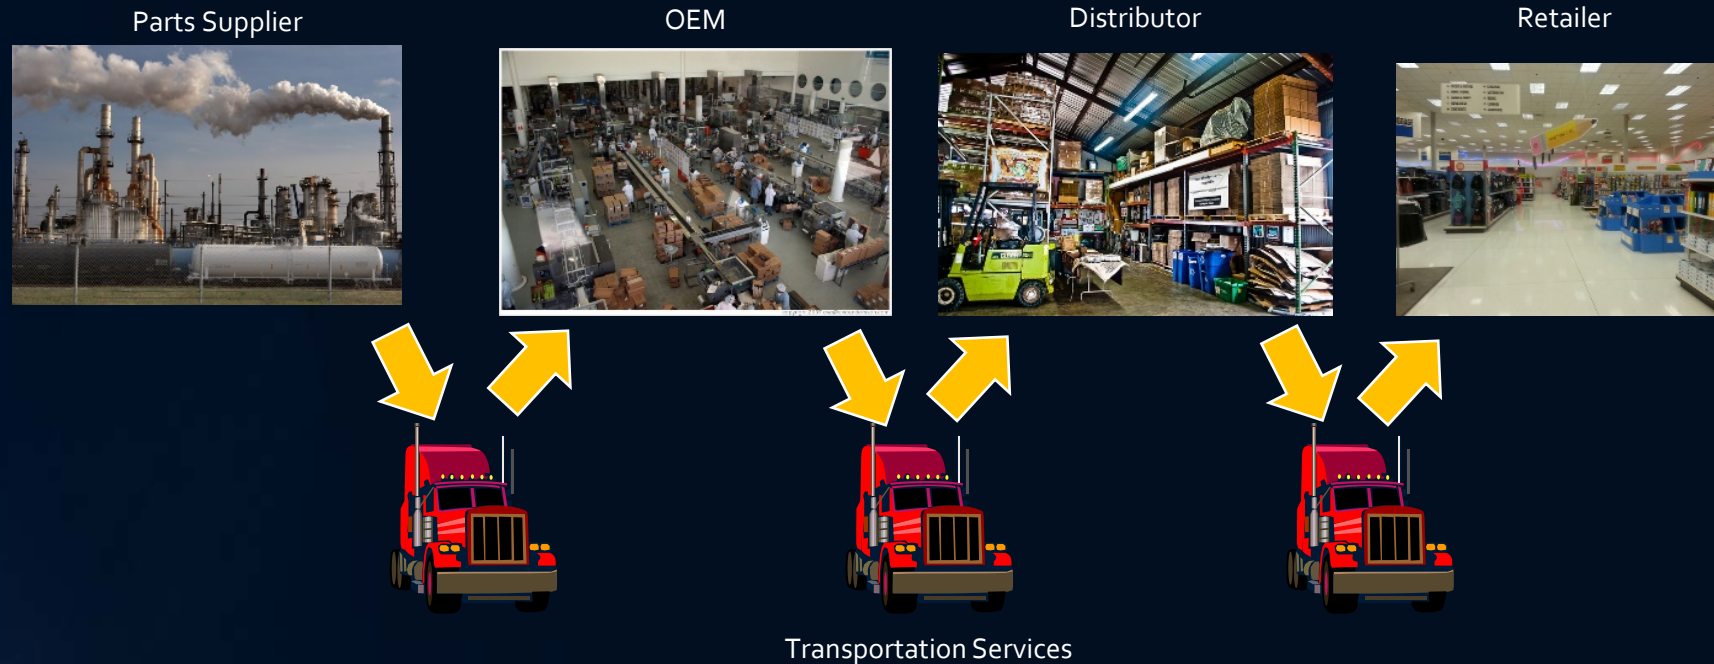 Parts Supplier
OEM
Distributor
Retailer
Transportation Services